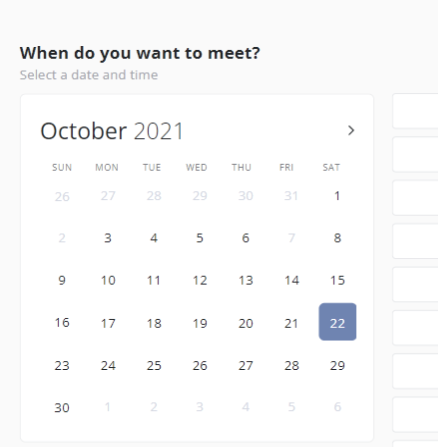 When do you want to meet?
Select a date and time
October 2021
SUN MON TUE WED THU FRI SAT
26 27 28 29 30 31 1
2 3 4 5 6 7 8
9 10 11 12 13 14 15
16 17 18 19 20 21 22
23 24 25 26 27 28 29
30 1 2 3 4 5 6